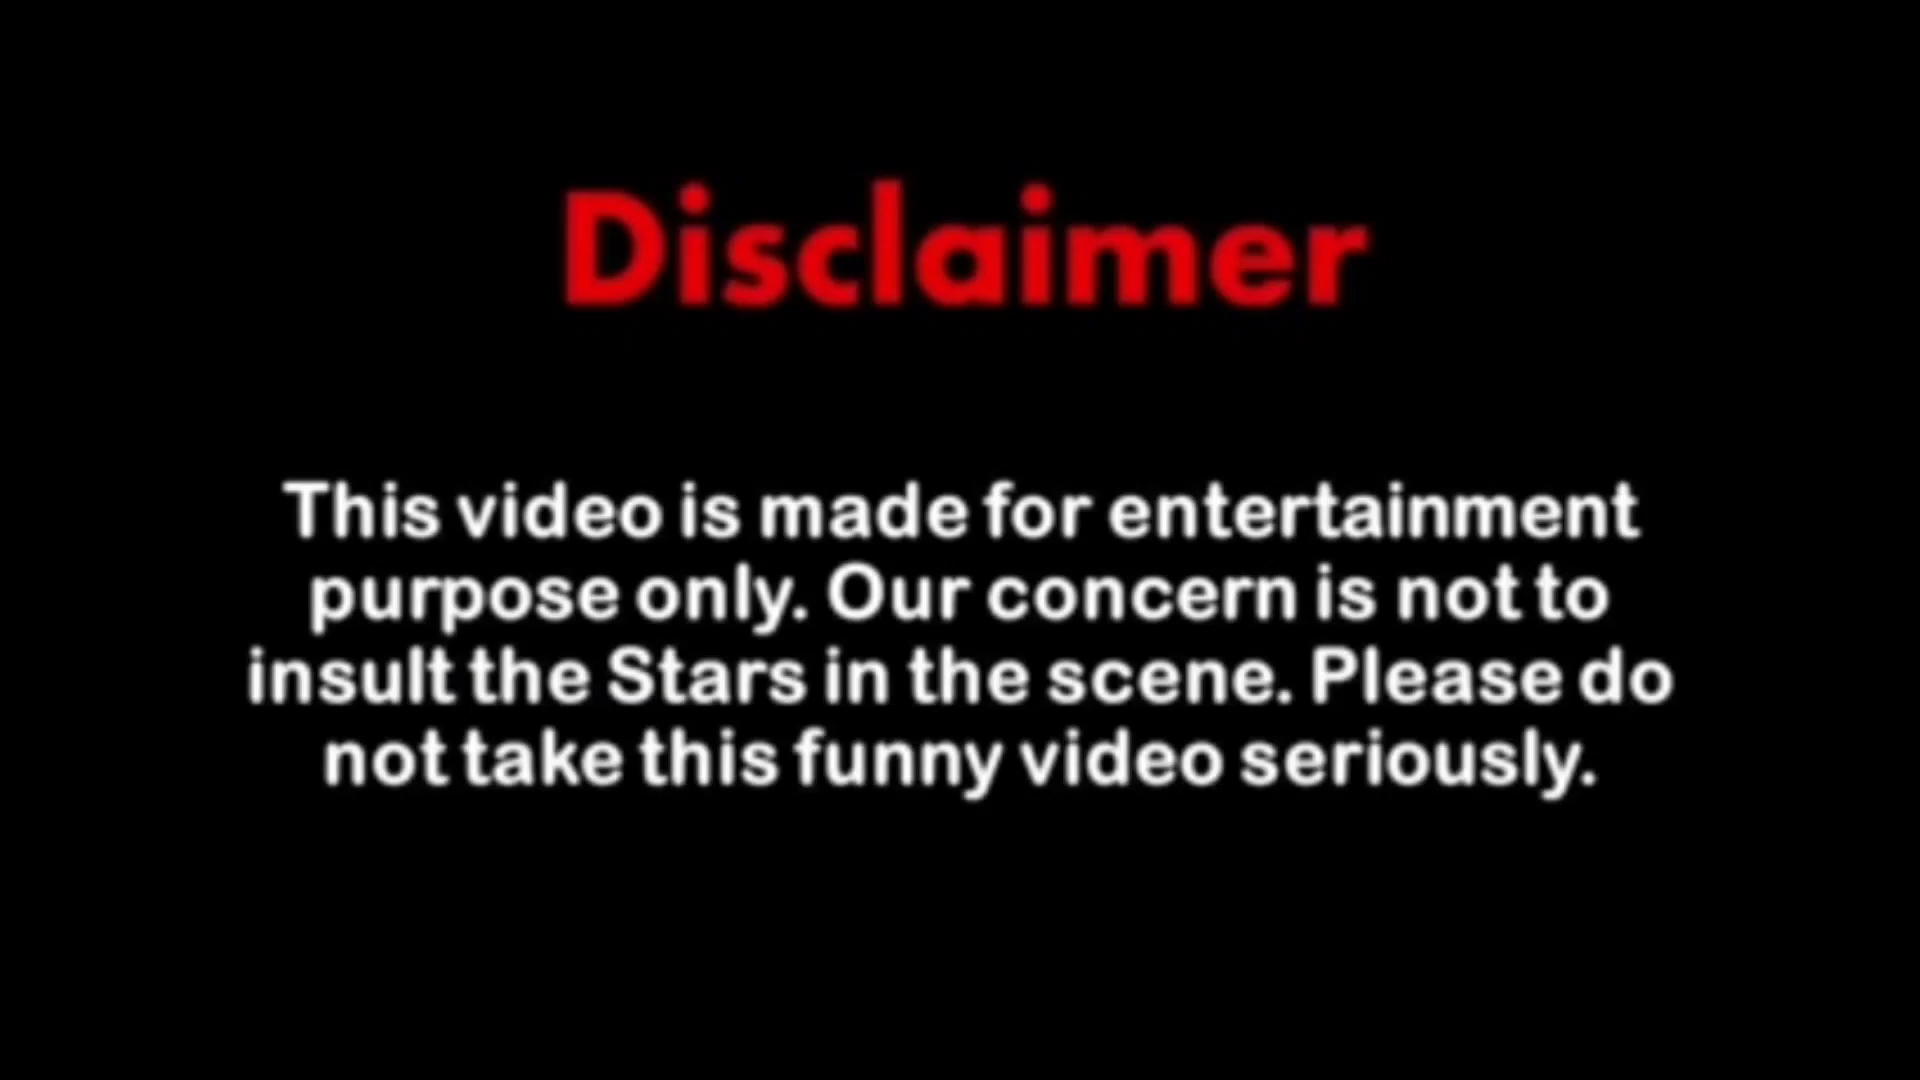 Disclaimer
This video is made for entertainment
purpose only. Our concern is not to
insult the Stars in the scene. Please do
not take this funny video seriously.